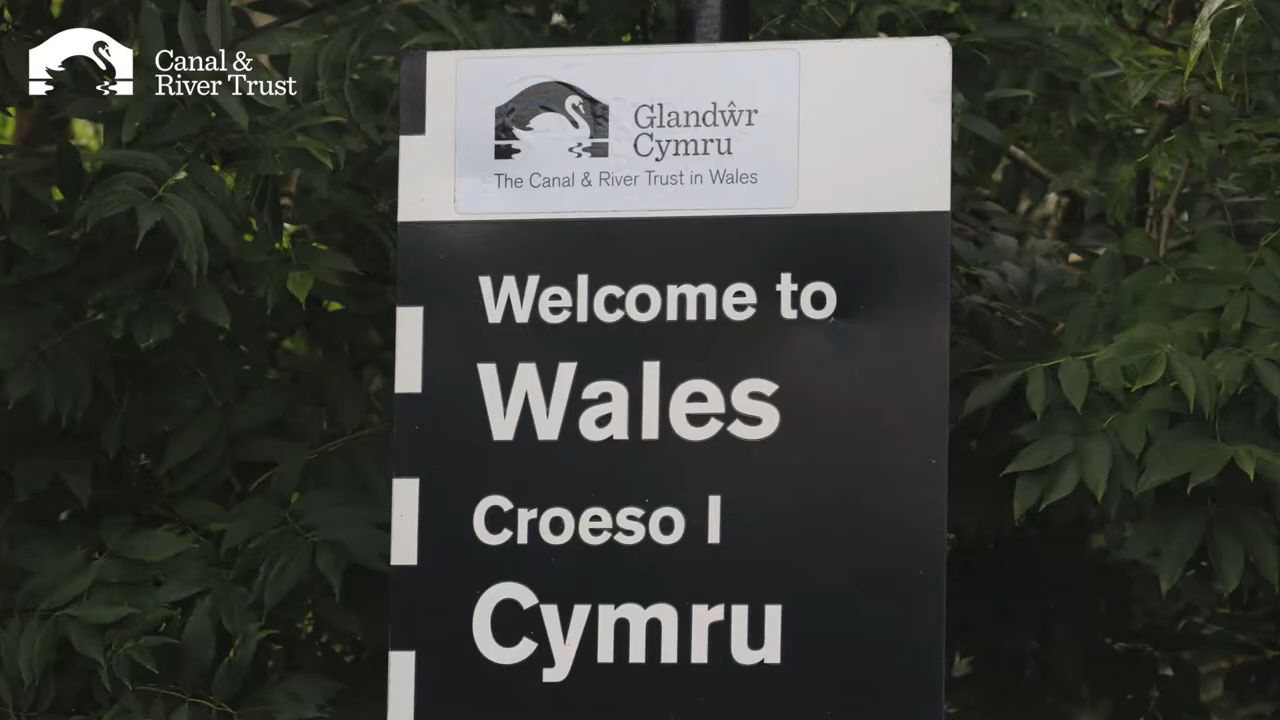 Canal &
River Trust
Glandŵr
Cymru
The Canal & River Trust in Wales
Welcome to
Wales
Croeso I
Cymru